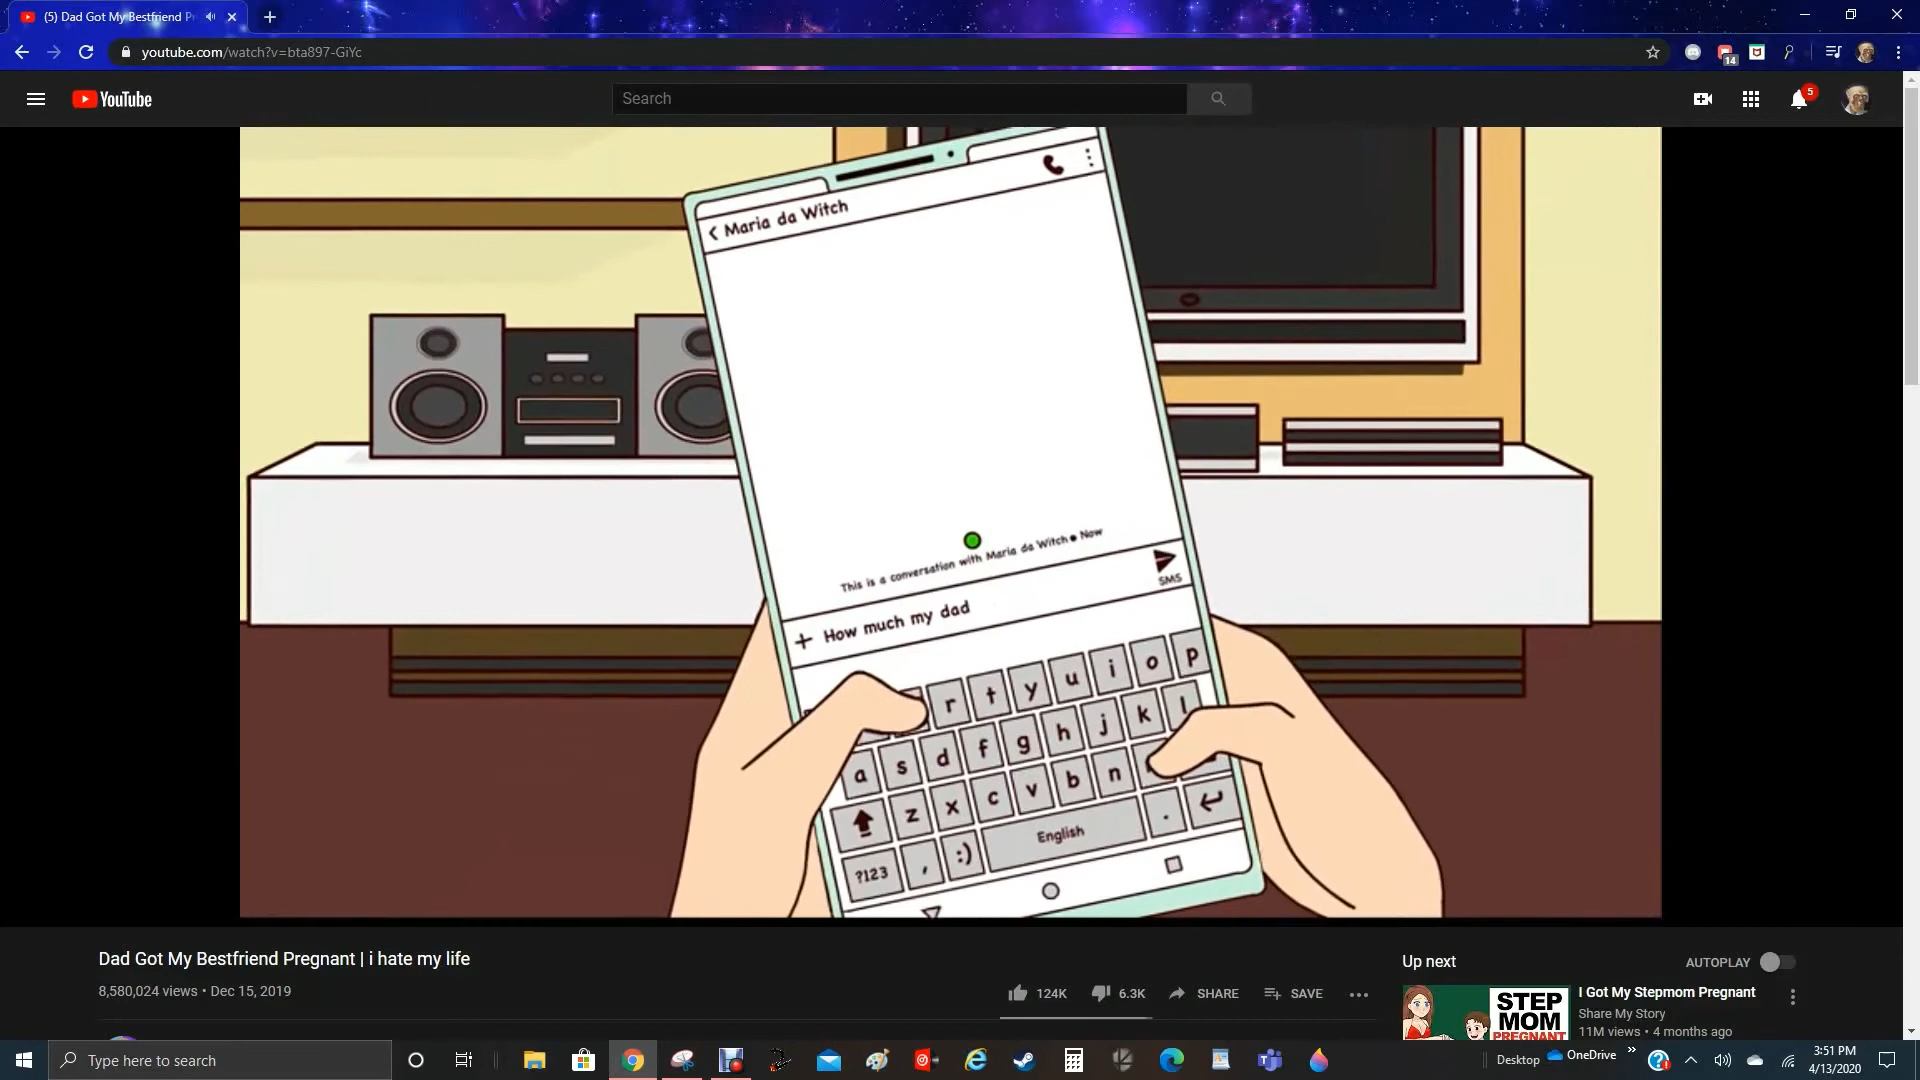 (5) Dad Got My Bestfriend P
youtube.com/watch?v=bta897-GiYc
14
YouTube
Search
5
< Maria da Witch
This is a conversation with Maria da Witch • Now
SMS
+ How much my dad
r t y u i o p
a s d f g h j k l
z x c v b n
?123 , :) English .
Dad Got My Bestfriend Pregnant | i hate my life
8,580,024 views • Dec 15, 2019
124K 6.3K SHARE SAVE
Up next
AUTOPLAY
STEP
MOM
PREGNANT
I Got My Stepmom Pregnant
Share My Story
11M views • 4 months ago
Type here to search
Desktop
OneDrive
3:51 PM
4/13/2020